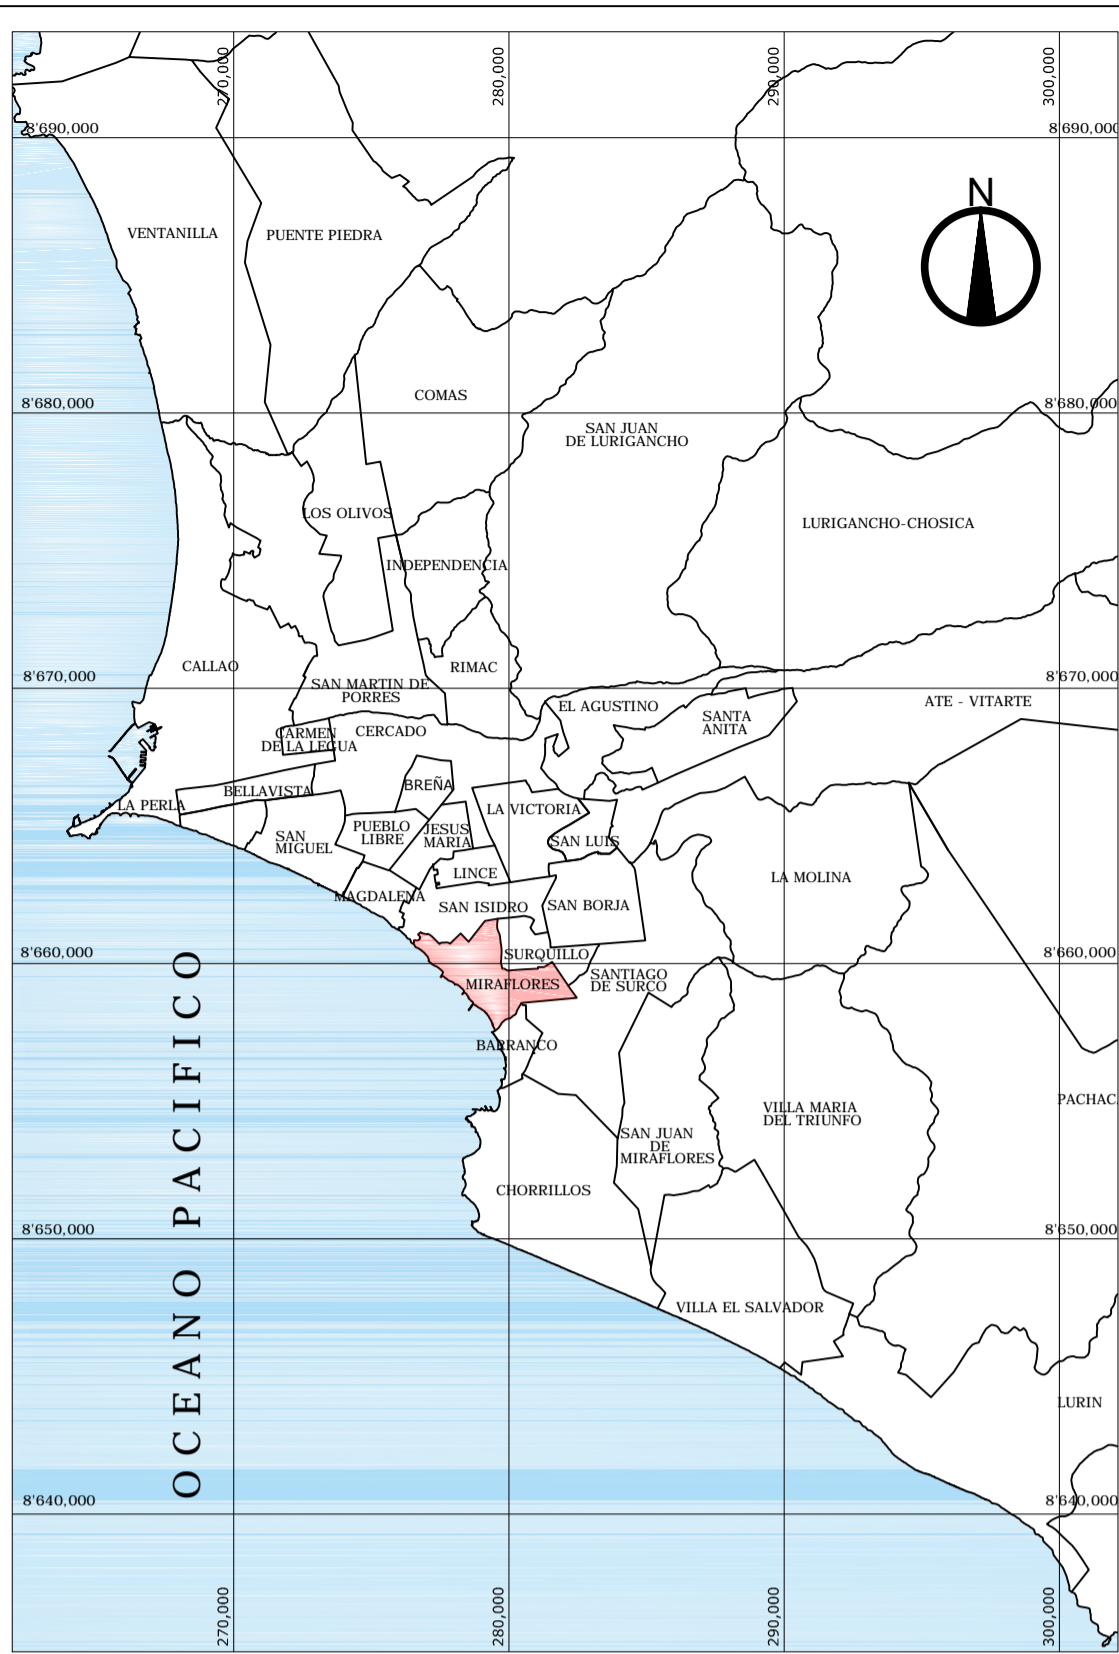 270,000
280,000
290,000
300,000
8'690,000
8'690,000
N
VENTANILLA
PUENTE PIEDRA
COMAS
8'680,000
8'680,000
SAN JUAN
DE LURIGANCHO
LOS OLIVOS
LURIGANCHO-CHOSICA
INDEPENDENCIA
CALLAO
RIMAC
8'670,000
8'670,000
SAN MARTIN DE
PORRES
EL AGUSTINO
SANTA
ANITA
ATE - VITARTE
CARMEN
DE LA LEGUA
CERCADO
BREÑA
BELLAVISTA
LA PERLA
LA VICTORIA
SAN
MIGUEL
PUEBLO
LIBRE
JESUS
MARIA
SAN LUIS
LINCE
LA MOLINA
MAGDALENA
SAN ISIDRO
SAN BORJA
8'660,000
8'660,000
SURQUILLO
MIRAFLORES
SANTIAGO
DE SURCO
BARRANCO
OCEANO PACIFICO
PACHAC
VILLA MARIA
DEL TRIUNFO
SAN JUAN
DE
MIRAFLORES
CHORRILLOS
8'650,000
8'650,000
VILLA EL SALVADOR
LURIN
8'640,000
8'640,000
270,000
280,000
290,000
300,000